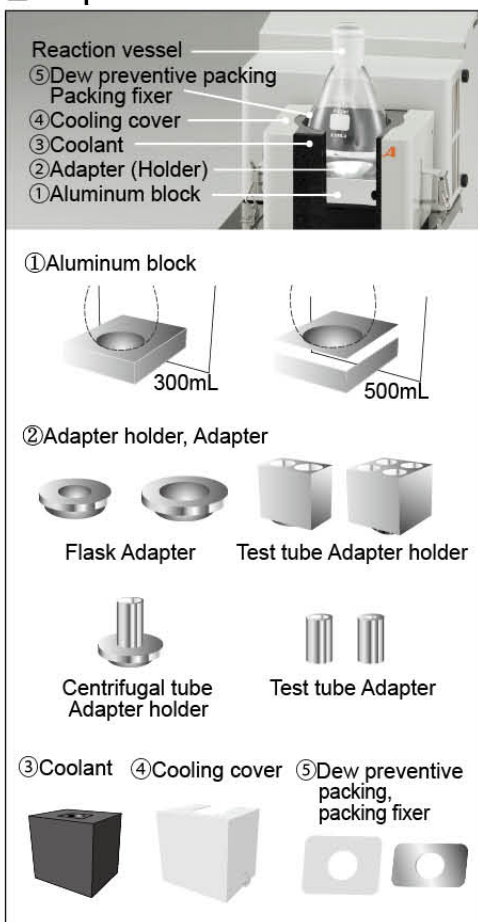 Reaction vessel
⑤Dew preventive packing
Packing fixer
④Cooling cover
③Coolant
②Adapter (Holder)
①Aluminum block
A
①Aluminum block
300mL
500mL
②Adapter holder, Adapter
Flask Adapter
Test tube Adapter holder
Centrifugal tube
Adapter holder
Test tube Adapter
③Coolant
④Cooling cover
⑤Dew preventive
packing,
packing fixer